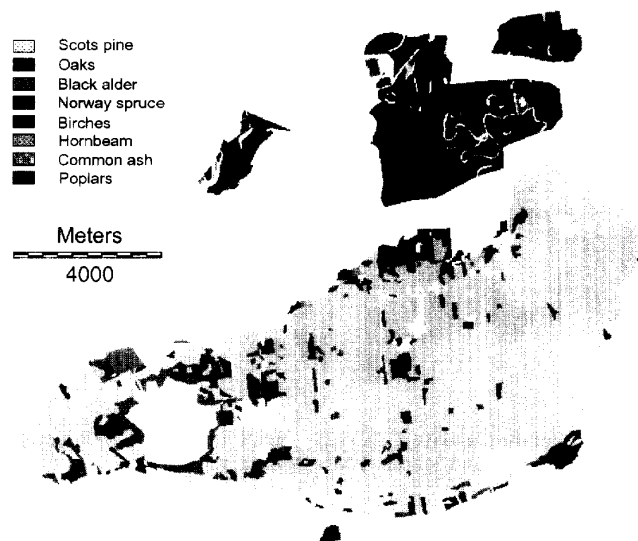 Scots pine
Oaks
Black alder
Norway spruce
Birches
Hornbeam
Common ash
Poplars
Meters
4000